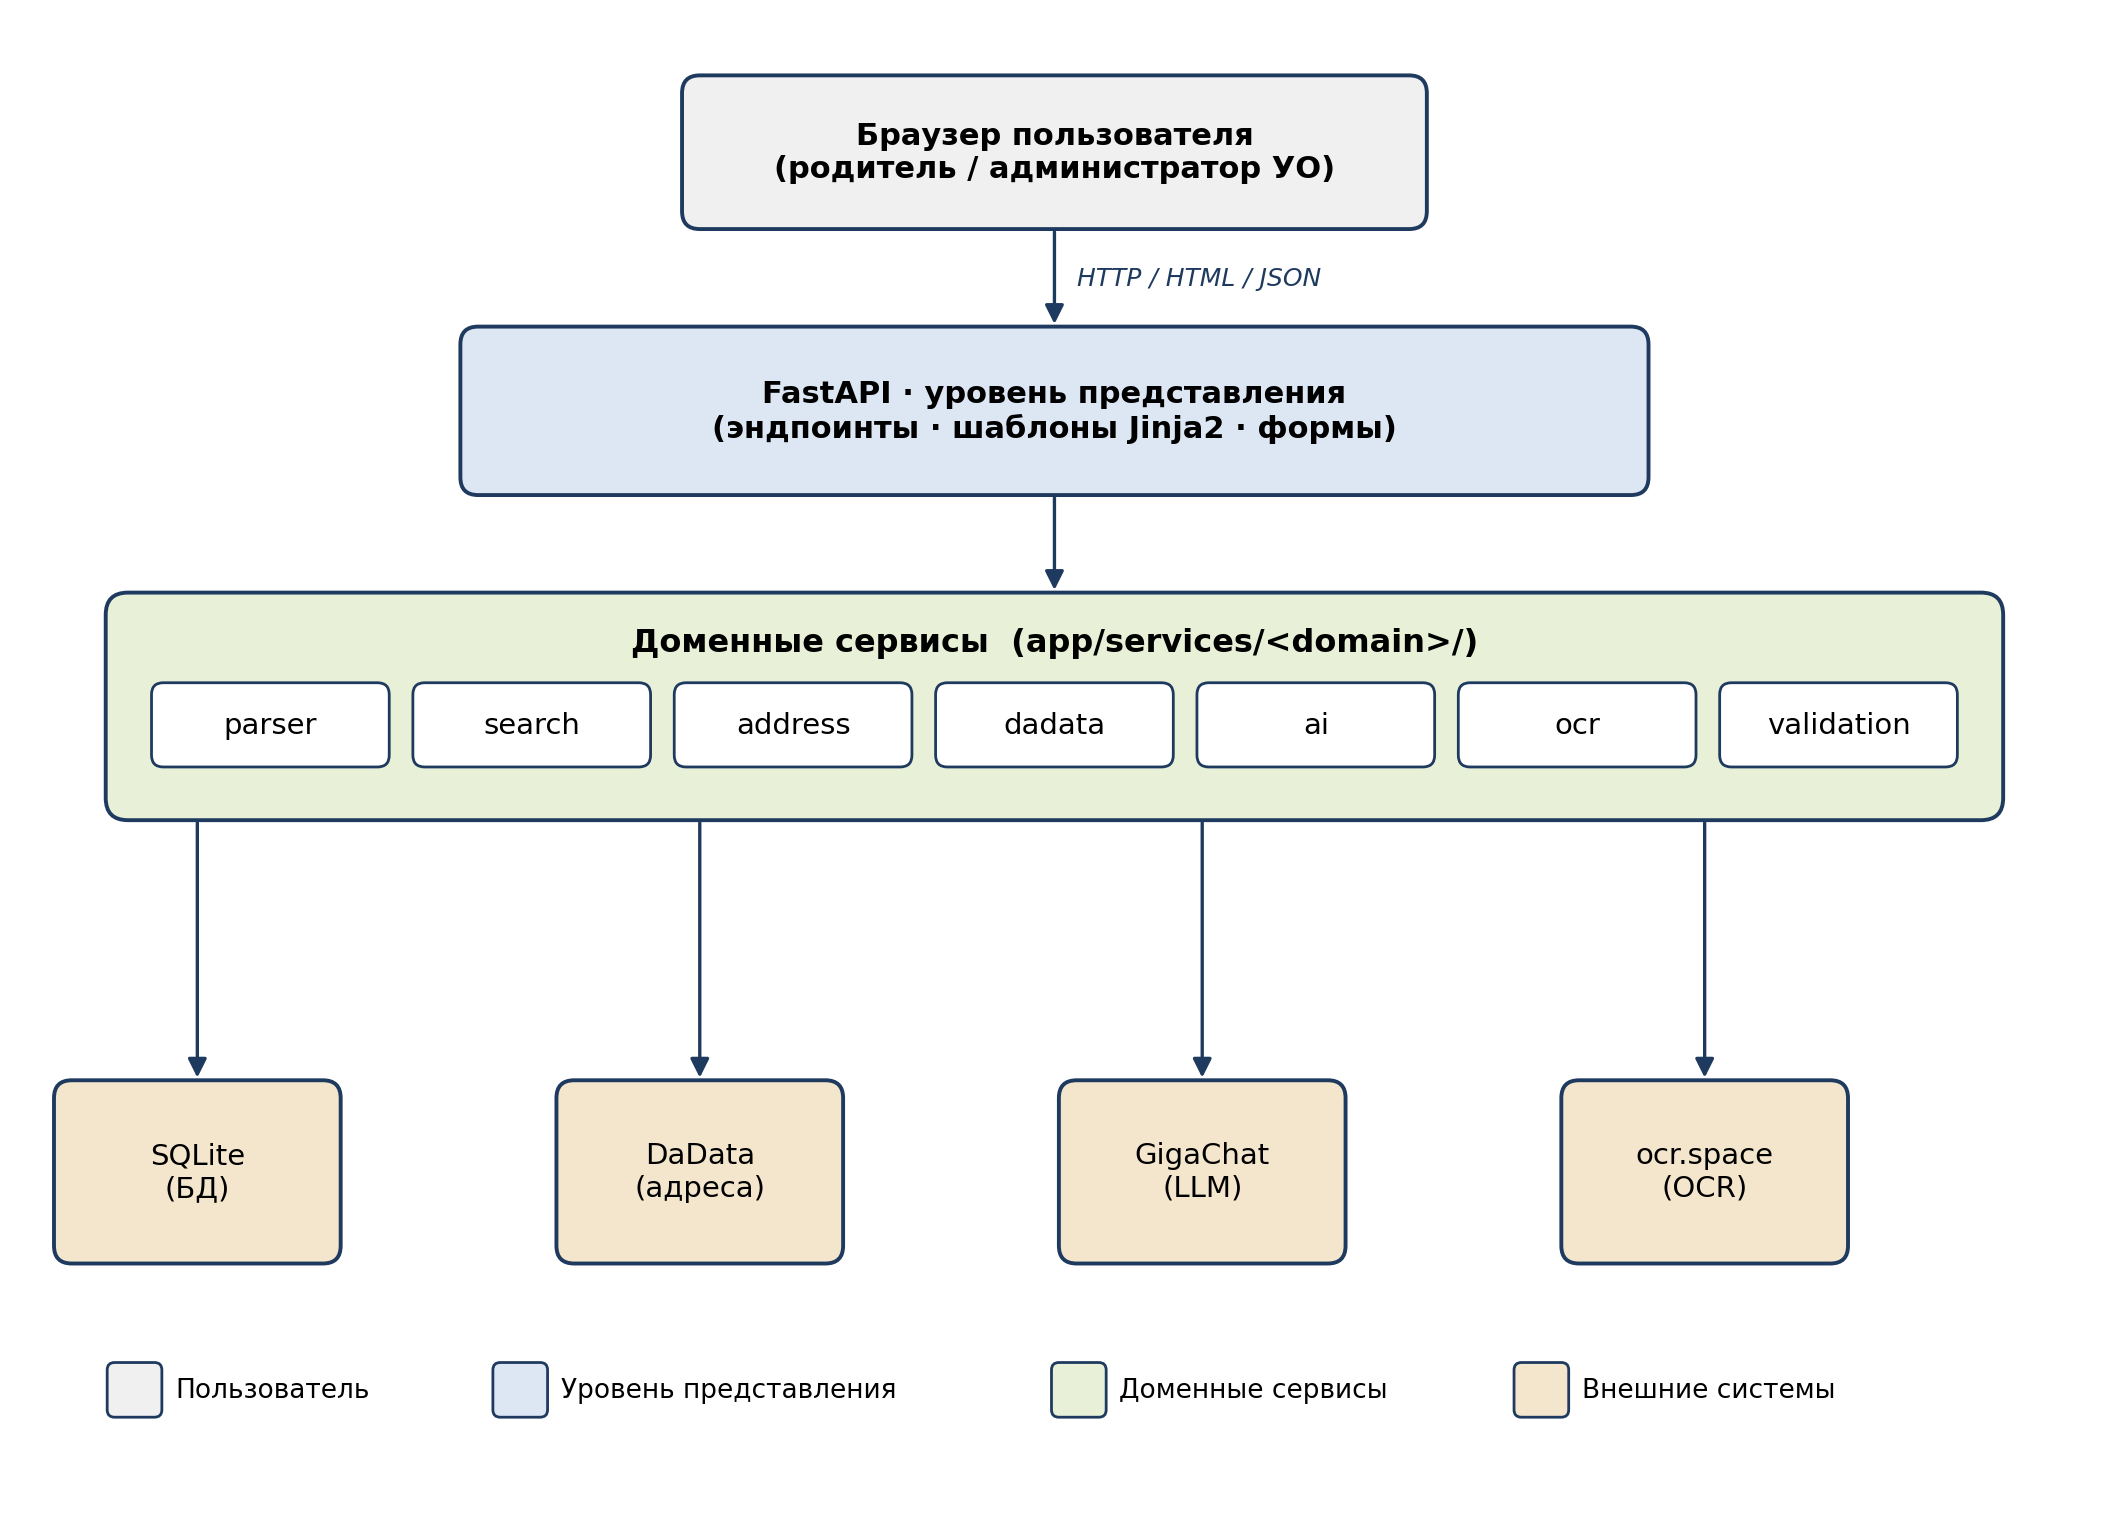 Браузер пользователя
(родитель / администратор УО)
HTTP / HTML / JSON
FastAPI · уровень представления
(эндпоинты · шаблоны Jinja2 · формы)
Доменные сервисы (app/services/<domain>/)
parser
search
address
dadata
ai
ocr
validation
SQLite
(БД)
DaData
(адреса)
GigaChat
(LLM)
ocr.space
(OCR)
Пользователь
Уровень представления
Доменные сервисы
Внешние системы